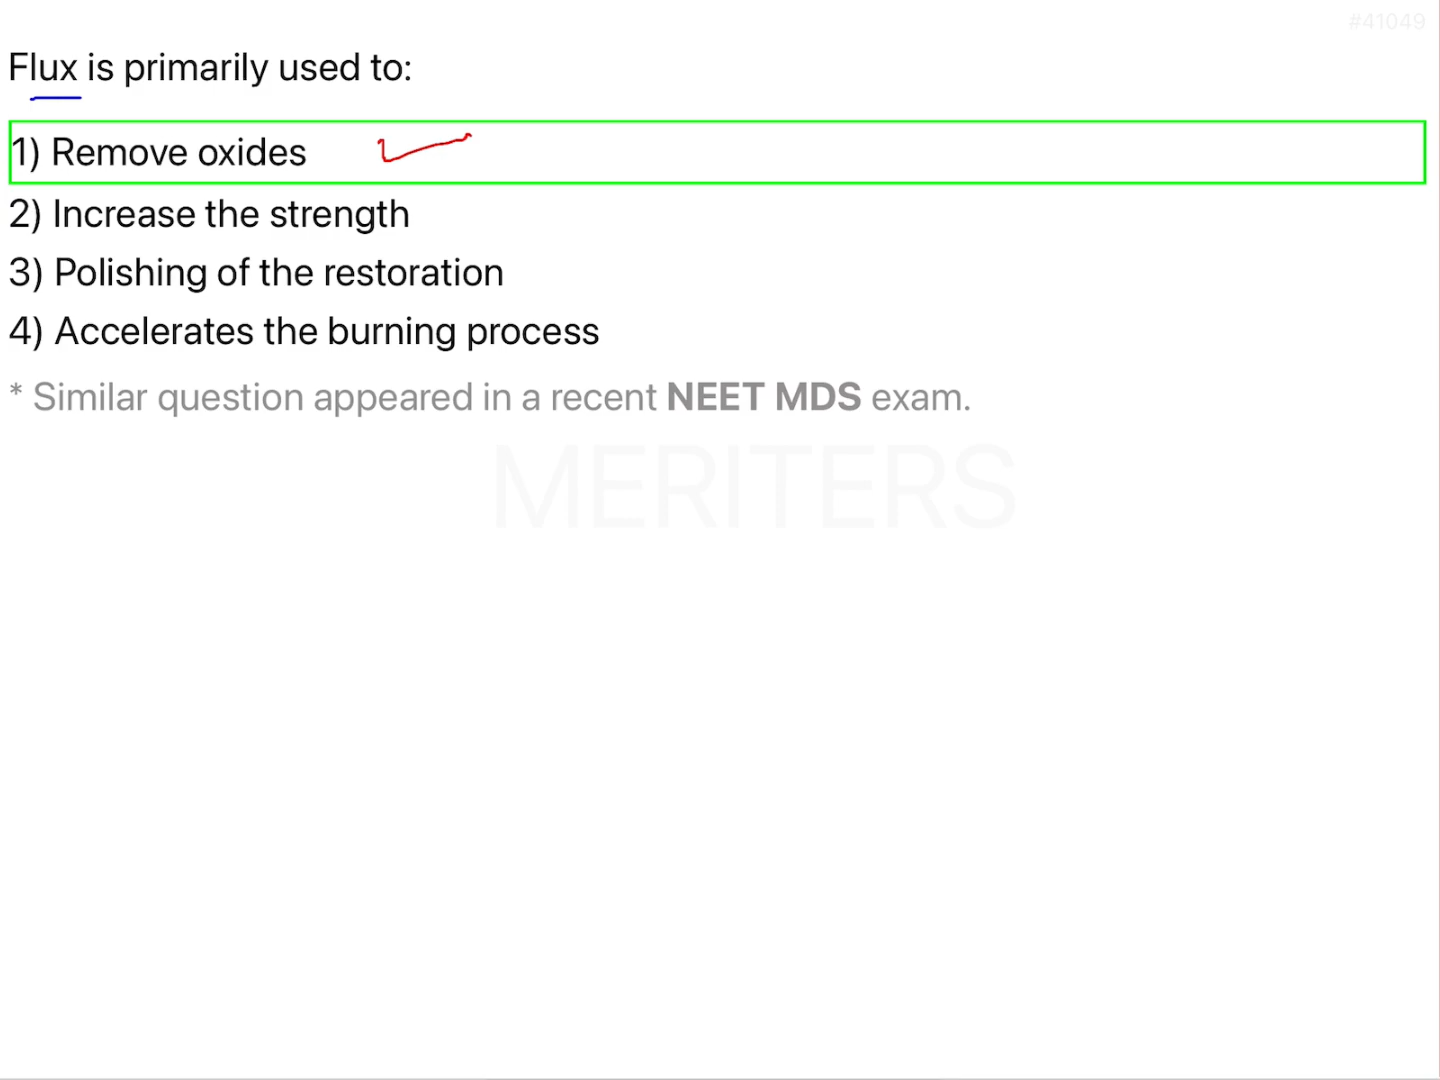 #41049
Flux is primarily used to:
1) Remove oxides
2) Increase the strength
3) Polishing of the restoration
4) Accelerates the burning process
* Similar question appeared in a recent NEET MDS exam.
MERITERS